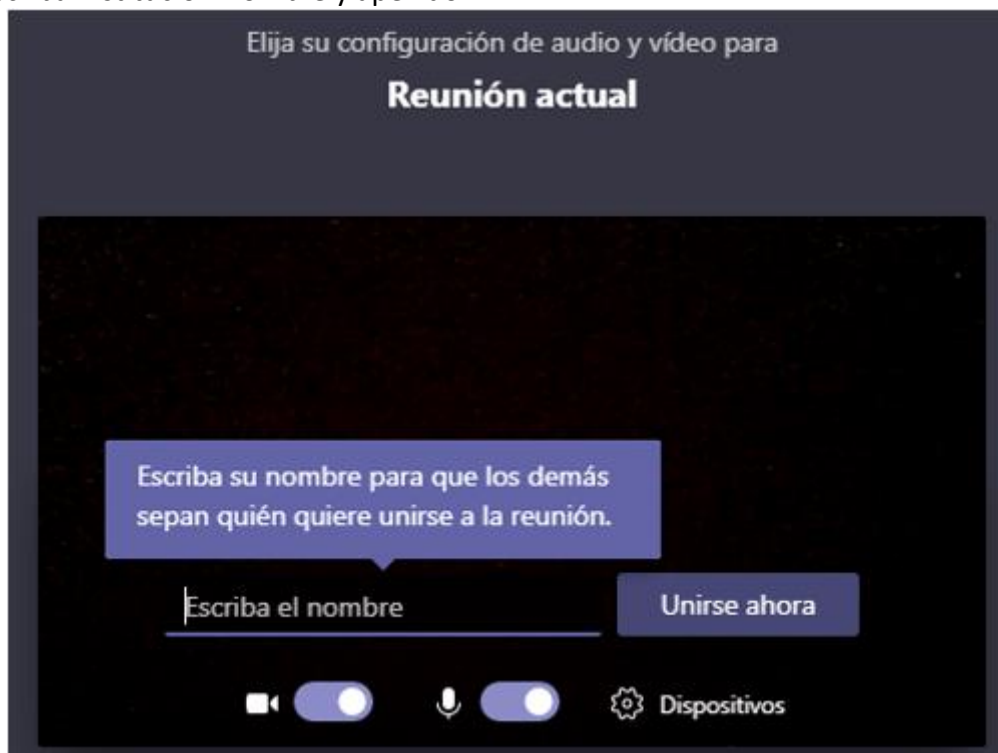 Elija su configuración de audio y vídeo para
Reunión actual
Escriba su nombre para que los demás
sepan quién quiere unirse a la reunión.
Escriba el nombre
Unirse ahora
Dispositivos